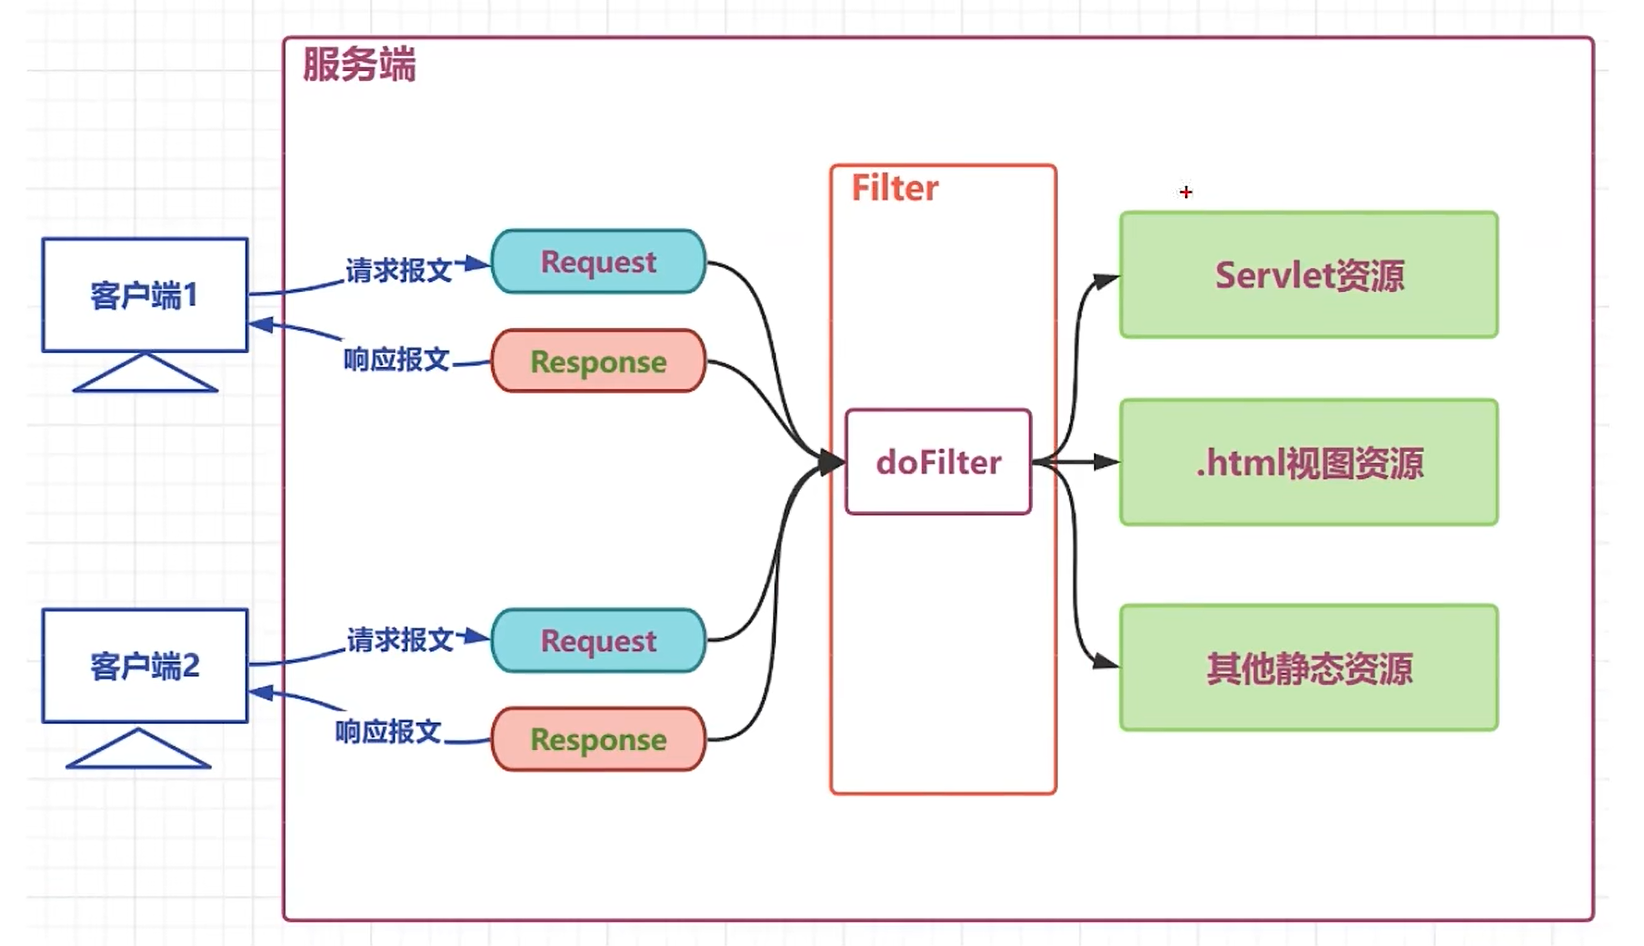 服务端
Filter
客户端1
请求报文
Request
响应报文
Response
doFilter
Servlet资源
.html视图资源
客户端2
请求报文
Request
响应报文
Response
其他静态资源